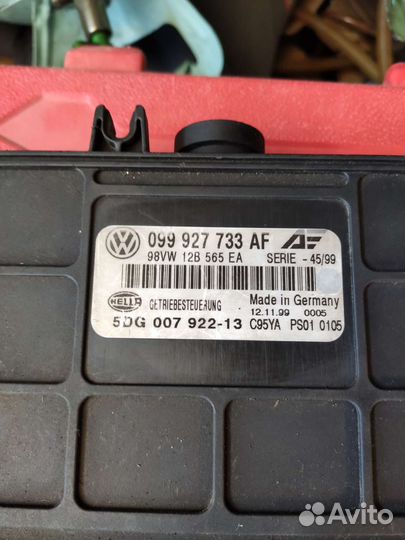 099 927 733 AF
98VW 12B 565 EA SERIE - 45/99
HELLA GETRIEBESTEUERUNG Made in Germany
12.11.99 0005
5DG 007 922-13 C95YA PS01 0105
Avito